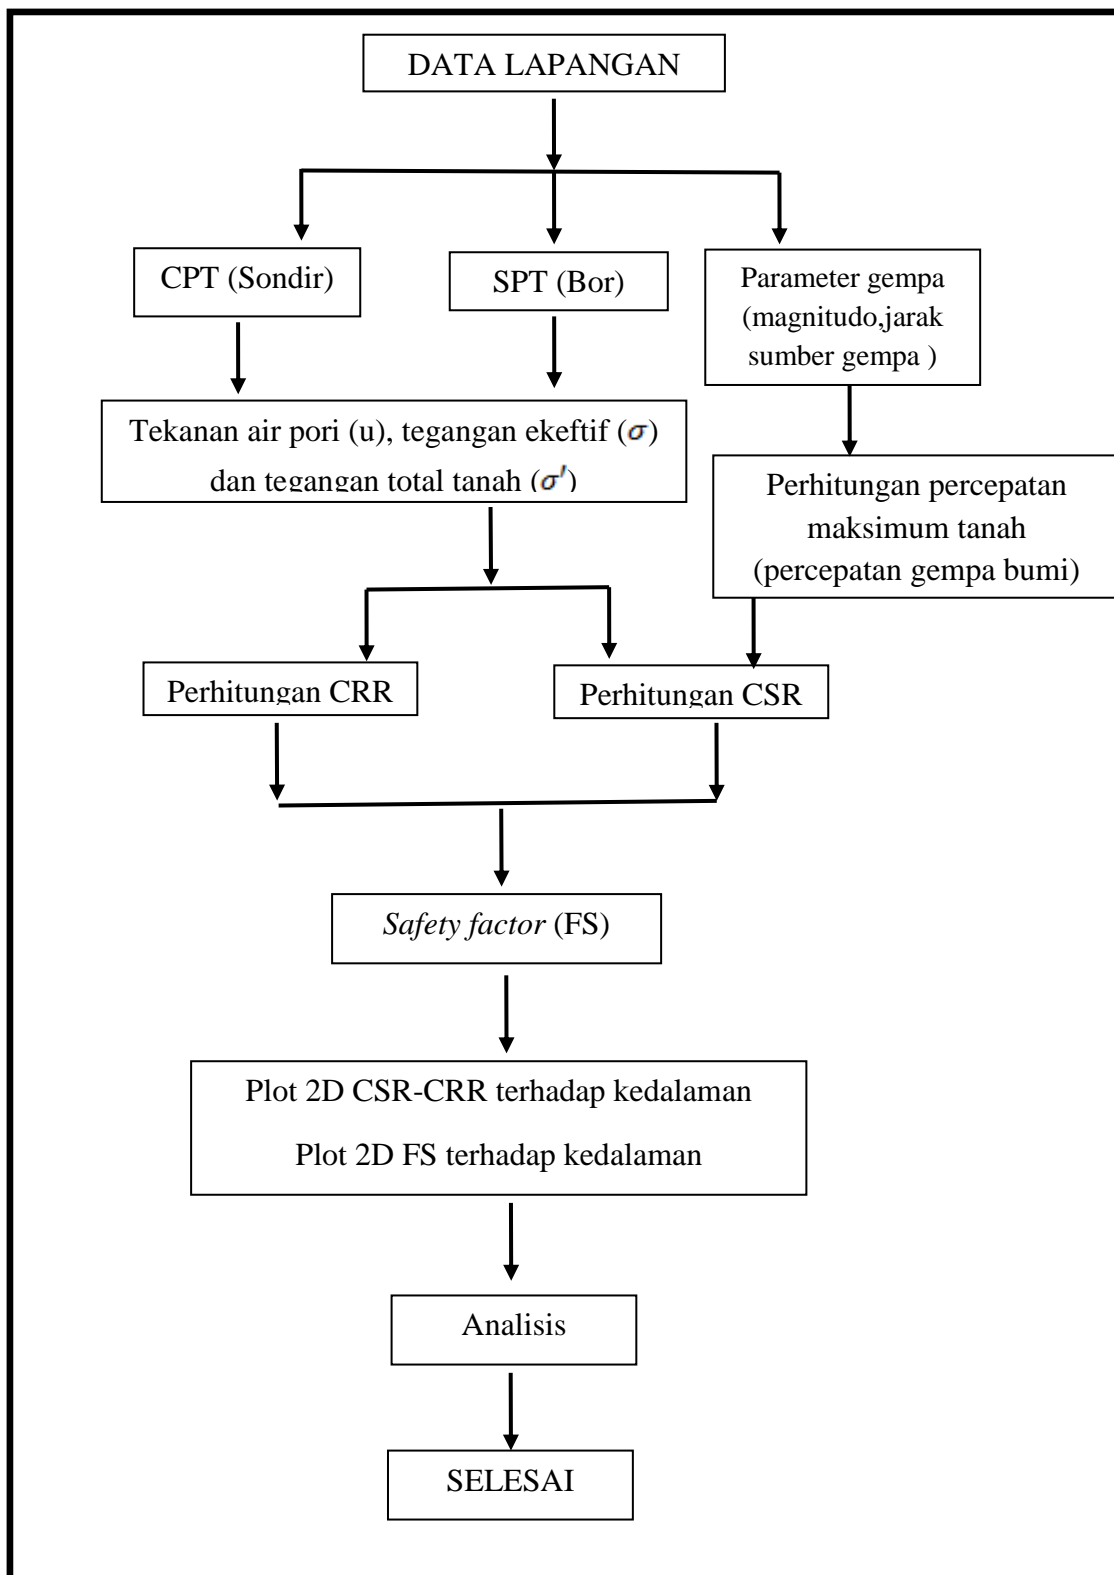 DATA LAPANGAN
CPT (Sondir)
SPT (Bor)
Parameter gempa
(magnitudo,jarak
sumber gempa )
Tekanan air pori (u), tegangan ekeftif (σ)
dan tegangan total tanah (σ′)
Perhitungan percepatan
maksimum tanah
(percepatan gempa bumi)
Perhitungan CRR
Perhitungan CSR
Safety factor (FS)
Plot 2D CSR-CRR terhadap kedalaman
Plot 2D FS terhadap kedalaman
Analisis
SELESAI